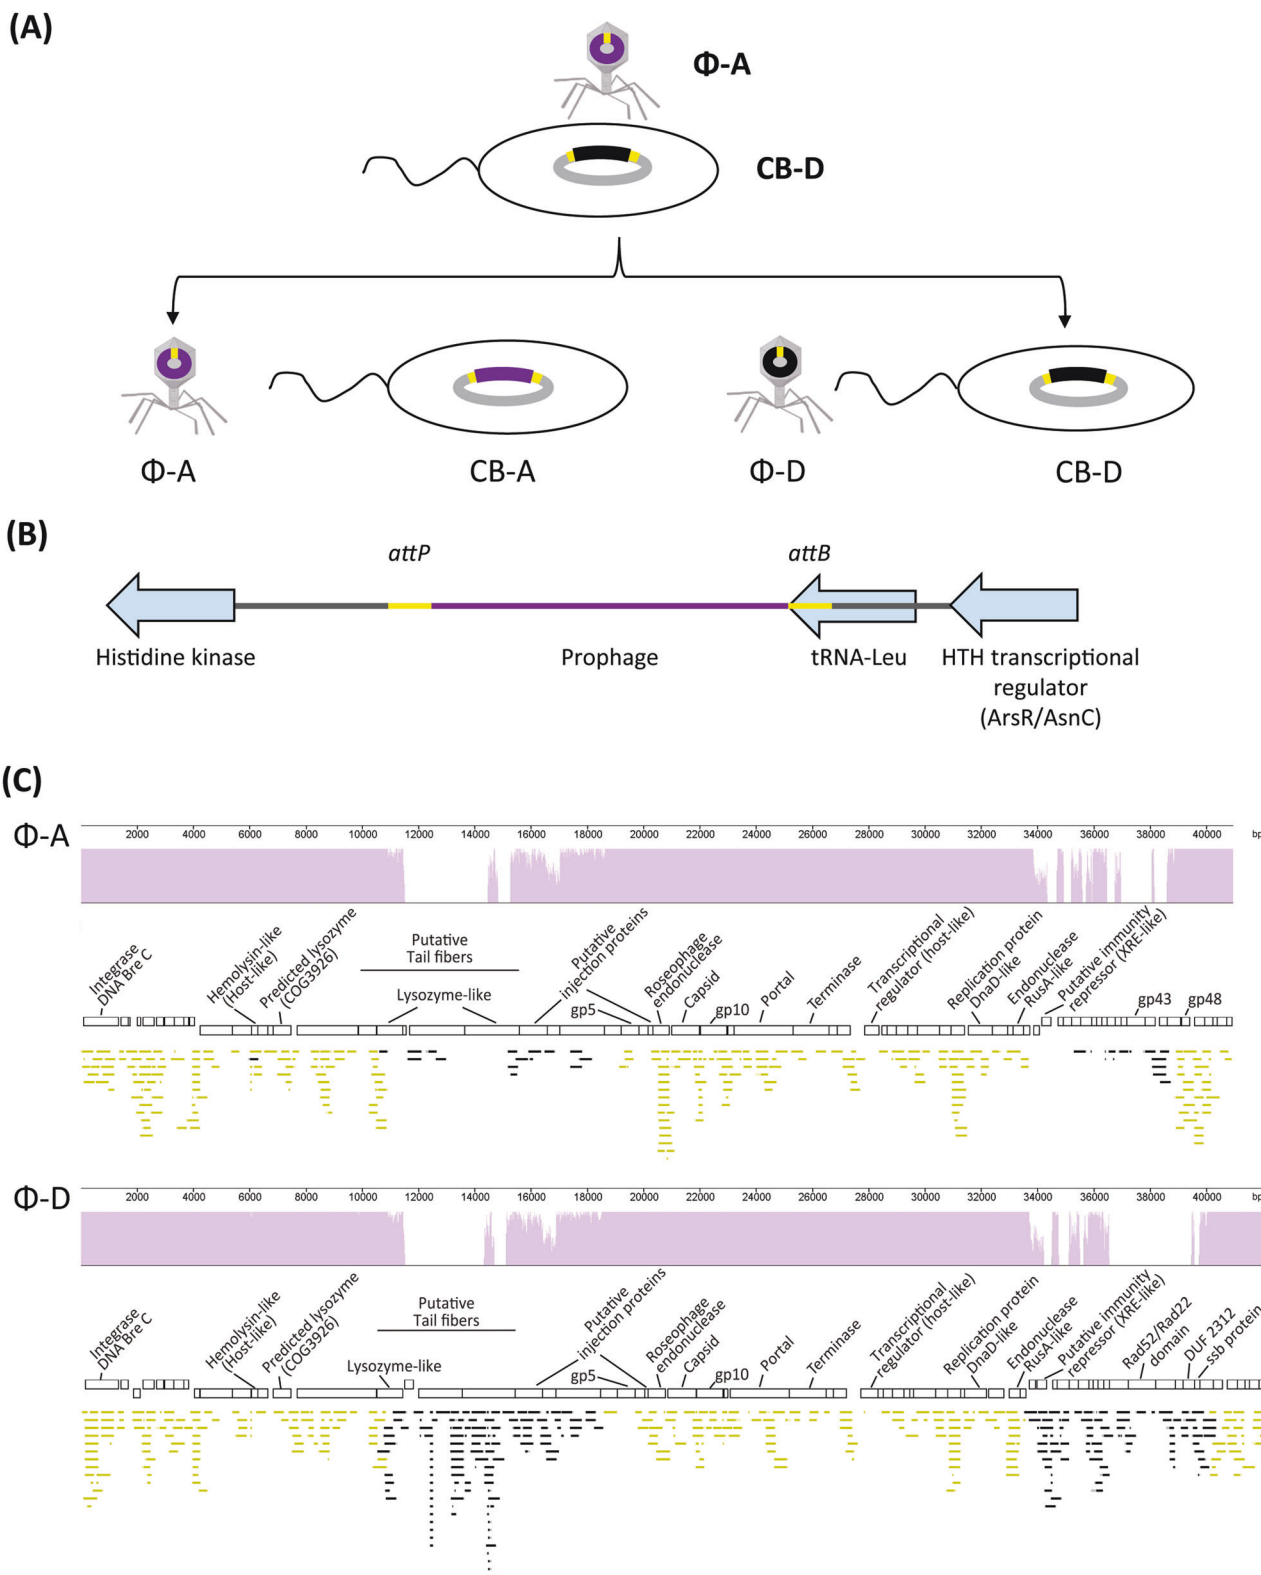 (A)
Φ-A
CB-D
Φ-A
CB-A
Φ-D
CB-D
(B)
attP
attB
Histidine kinase
Prophage
tRNA-Leu
HTH transcriptional
regulator
(ArsR/AsnC)
(C)
Φ-A
2000 4000 6000 8000 10000 12000 14000 16000 18000 20000 22000 24000 26000 28000 30000 32000 34000 36000 38000 40000 bp
Integrase
DNA Bre C
Hemolysin-like
(Host-like)
Predicted lysozyme
(COG3926)
Putative
Tail fibers
Lysozyme-like
Putative
injection proteins
gp5
Roseophage
endonuclease
Capsid
gp10
Portal
Terminase
Transcriptional
regulator (host-like)
Replication protein
DnaD-like
Endonuclease
RusA-like
Putative immunity
repressor (XRE-like)
gp43
gp48
Φ-D
2000 4000 6000 8000 10000 12000 14000 16000 18000 20000 22000 24000 26000 28000 30000 32000 34000 36000 38000 40000 bp
Integrase
DNA Bre C
Hemolysin-like
(Host-like)
Predicted lysozyme
(COG3926)
Putative
Tail fibers
Lysozyme-like
Putative
injection proteins
gp5
Roseophage
endonuclease
Capsid
gp10
Portal
Terminase
Transcriptional
regulator (host-like)
Replication protein
DnaD-like
Endonuclease
RusA-like
Putative immunity
repressor (XRE-like)
Rad52/Rad22
domain
DUF 2312
ssb protein